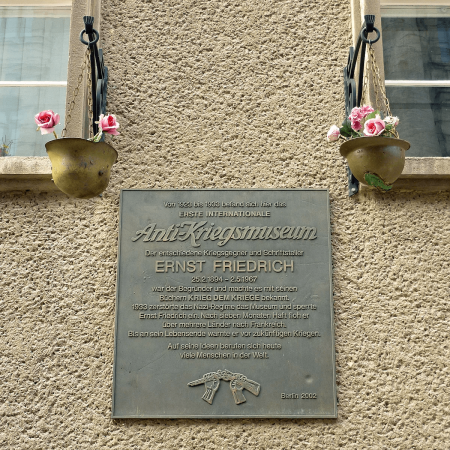 Von 1925 bis 1933 befand sich hier das
ERSTE INTERNATIONALE
Anti-Kriegsmuseum
Der entschiedene Kriegsgegner und Schriftsteller
ERNST FRIEDRICH
25.2.1894 - 2.5.1967
war der Begründer und machte es mit seinen
Büchern KRIEG DEM KRIEGE bekannt.
1933 zerstörte das Nazi-Regime das Museum und sperrte
Ernst Friedrich ein. Nach sieben Monaten Haft floh er
über mehrere Länder nach Frankreich.
Bis an sein Lebensende warnte er vor zukünftigen Kriegen.
Auf seine Ideen berufen sich heute
viele Menschen in der Welt.
Berlin 2002